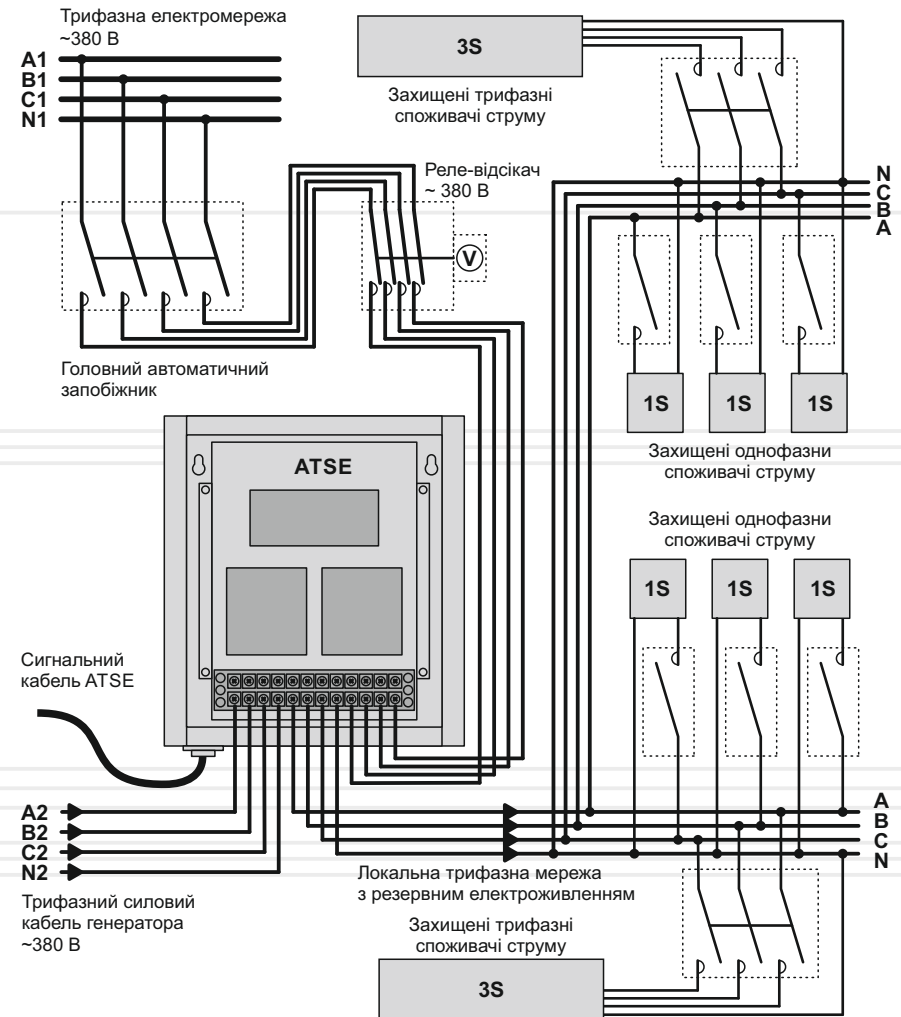 Трифазна електромережа
~380 В
A1
B1
C1
N1
3S
Захищені трифазні
споживачі струму
Реле-відсікач
~ 380 В
V
N
C
B
A
Головний автоматичний
запобіжник
1S
1S
1S
Захищені однофазни
споживачі струму
ATSE
Захищені однофазни
споживачі струму
1S
1S
1S
Сигнальний
кабель ATSE
A2
B2
C2
N2
A
B
C
N
Трифазний силовий
кабель генератора
~380 В
Локальна трифазна мережа
з резервним електроживленням
Захищені трифазні
споживачі струму
3S